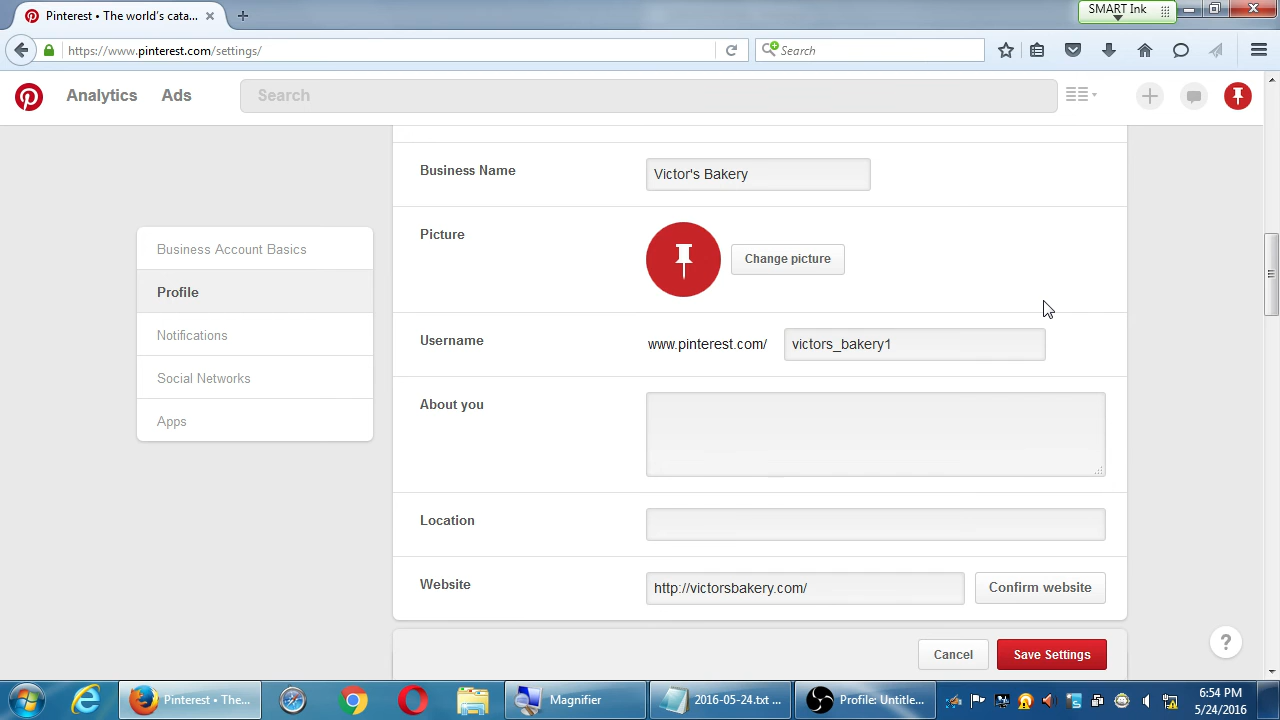 Pinterest • The world's cata...
SMART Ink
https://www.pinterest.com/settings/
Search
Analytics
Ads
Search
Business Name
Victor's Bakery
Picture
Change picture
Business Account Basics
Profile
Notifications
Social Networks
Apps
Username
www.pinterest.com/
victors_bakery1
About you
Location
Website
http://victorsbakery.com/
Confirm website
?
Cancel
Save Settings
Pinterest • The...
Magnifier
2016-05-24.txt ...
Profile: Untitle...
6:54 PM
5/24/2016